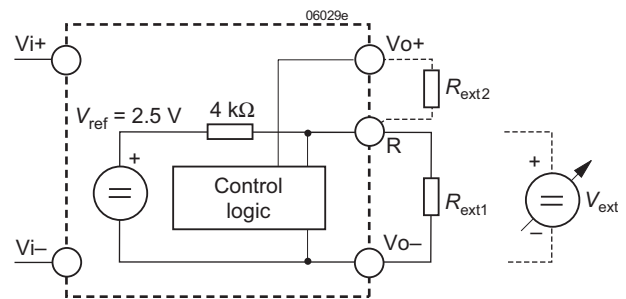 06029e
Vi+
Vo+
Rext2
Vref = 2.5 V
4 kΩ
R
+
Control
logic
Rext1
+
Vext
–
Vi–
Vo–